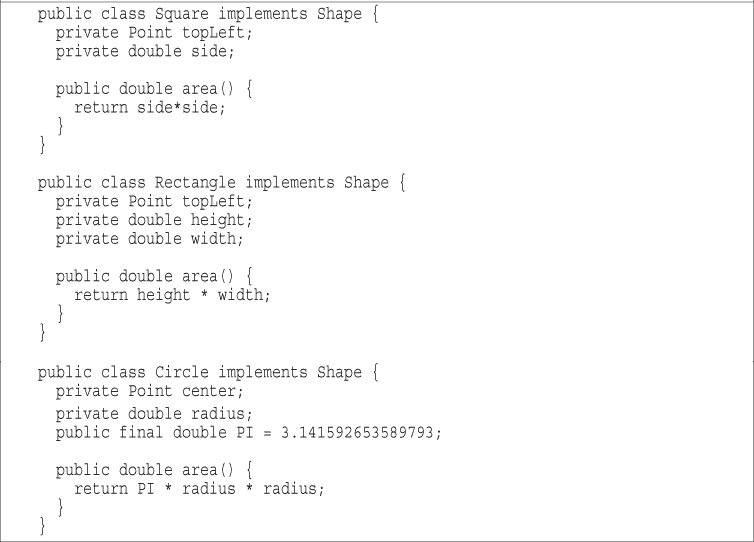 public class Square implements Shape {
  private Point topLeft;
  private double side;

  public double area() {
    return side*side;
  }
}

public class Rectangle implements Shape {
  private Point topLeft;
  private double height;
  private double width;

  public double area() {
    return height * width;
  }
}

public class Circle implements Shape {
  private Point center;
  private double radius;
  public final double PI = 3.141592653589793;

  public double area() {
    return PI * radius * radius;
  }
}